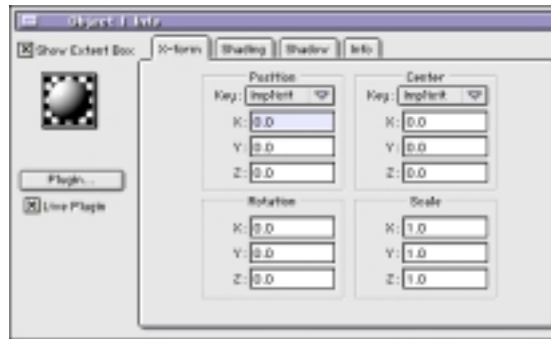 Object 1 Info
Show Extent Box
X-form Shading Shadow Info
Position
Key: Implicit
X: 0.0
Y: 0.0
Z: 0.0
Center
Key: Implicit
X: 0.0
Y: 0.0
Z: 0.0
Plugin...
Live Plugin
Rotation
X: 0.0
Y: 0.0
Z: 0.0
Scale
X: 1.0
Y: 1.0
Z: 1.0